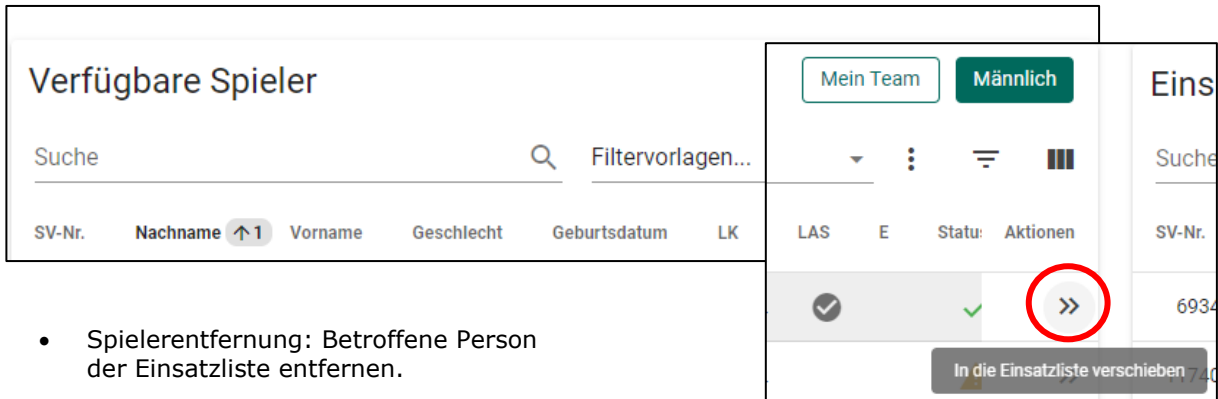 Verfügbare Spieler
Mein Team Männlich
Eins
Suche Filtervorlagen...
Suche
SV-Nr. Nachname ↑ 1 Vorname Geschlecht Geburtsdatum LK LAS E Status Aktionen
SV-Nr.
6934
• Spielerentfernung: Betroffene Person
der Einsatzliste entfernen.
In die Einsatzliste verschieben